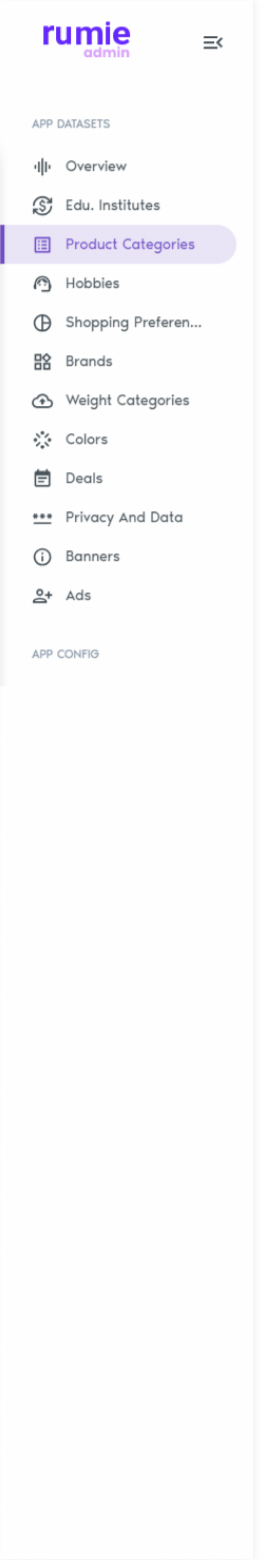 rumie
admin
APP DATASETS
Overview
Edu. Institutes
Product Categories
Hobbies
Shopping Preferen...
Brands
Weight Categories
Colors
Deals
Privacy And Data
Banners
Ads
APP CONFIG